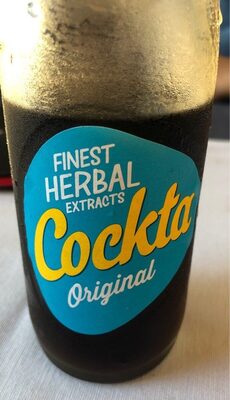 FINEST
HERBAL
EXTRACTS
Cockta
Original